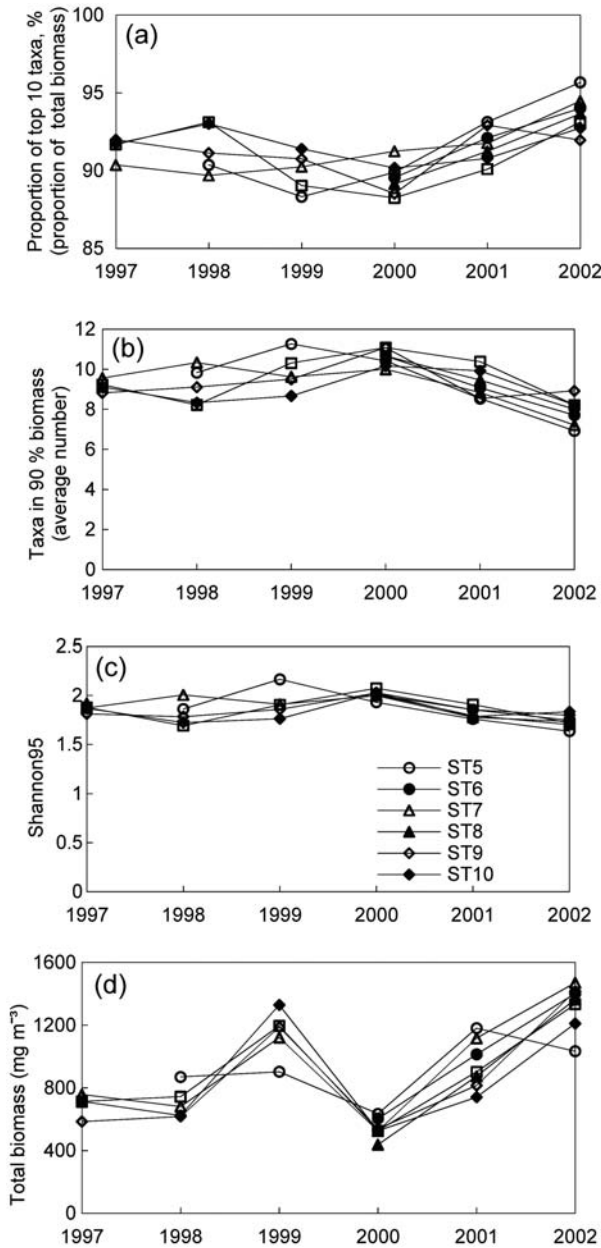 (a)
Proportion of top 10 taxa, %
(proportion of total biomass)
100
95
90
85
1997 1998 1999 2000 2001 2002
(b)
Taxa in 90 % biomass
(average number)
12
10
8
6
4
2
0
1997 1998 1999 2000 2001 2002
(c)
Shannon95
2.5
2
1.5
1
0.5
0
ST5
ST6
ST7
ST8
ST9
ST10
1997 1998 1999 2000 2001 2002
(d)
Total biomass (mg m⁻³)
1600
1200
800
400
0
1997 1998 1999 2000 2001 2002